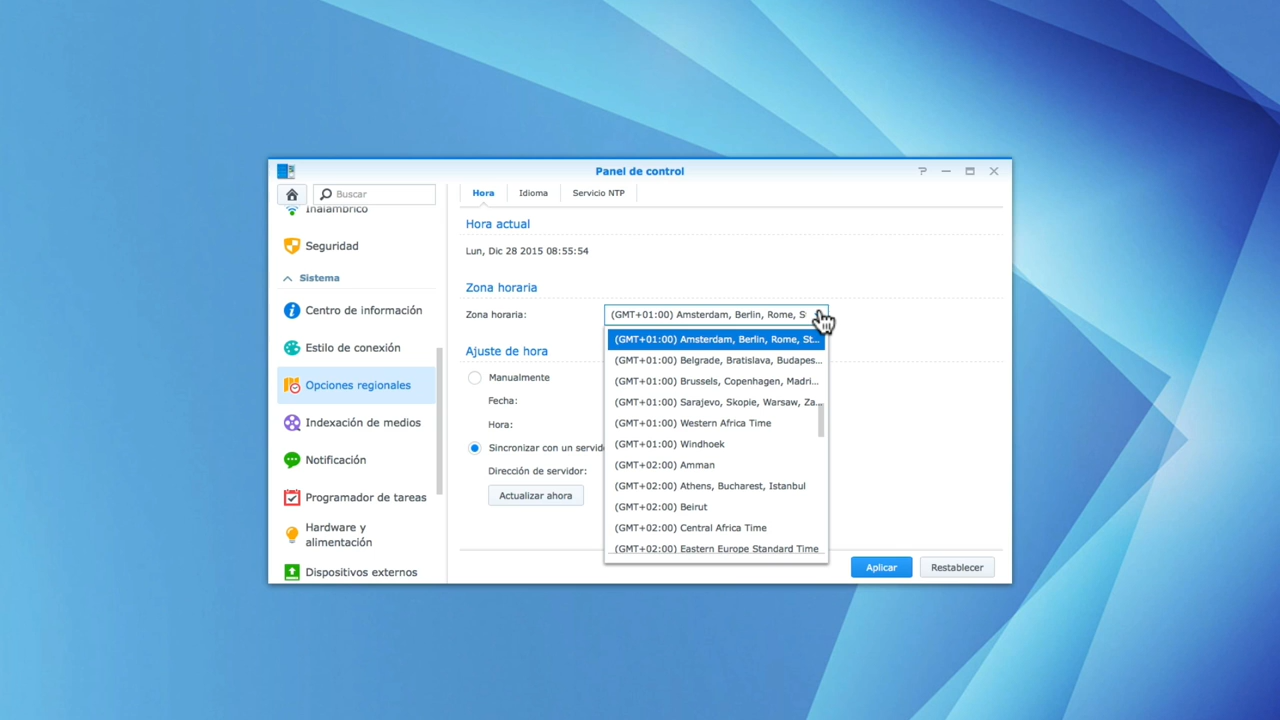 Panel de control
Buscar
Inalámbrico
Seguridad
Sistema
Centro de información
Estilo de conexión
Opciones regionales
Indexación de medios
Notificación
Programador de tareas
Hardware y
alimentación
Dispositivos externos
Hora
Idioma
Servicio NTP
Hora actual
Lun, Dic 28 2015 08:55:54
Zona horaria
Zona horaria:
(GMT+01:00) Amsterdam, Berlin, Rome, S
(GMT+01:00) Amsterdam, Berlin, Rome, St...
(GMT+01:00) Belgrade, Bratislava, Budapes...
(GMT+01:00) Brussels, Copenhagen, Madri...
(GMT+01:00) Sarajevo, Skopie, Warsaw, Za...
(GMT+01:00) Western Africa Time
(GMT+01:00) Windhoek
(GMT+02:00) Amman
(GMT+02:00) Athens, Bucharest, Istanbul
(GMT+02:00) Beirut
(GMT+02:00) Central Africa Time
(GMT+02:00) Eastern Europe Standard Time
Ajuste de hora
Manualmente
Fecha:
Hora:
Sincronizar con un servid
Dirección de servidor:
Actualizar ahora
Aplicar
Restablecer